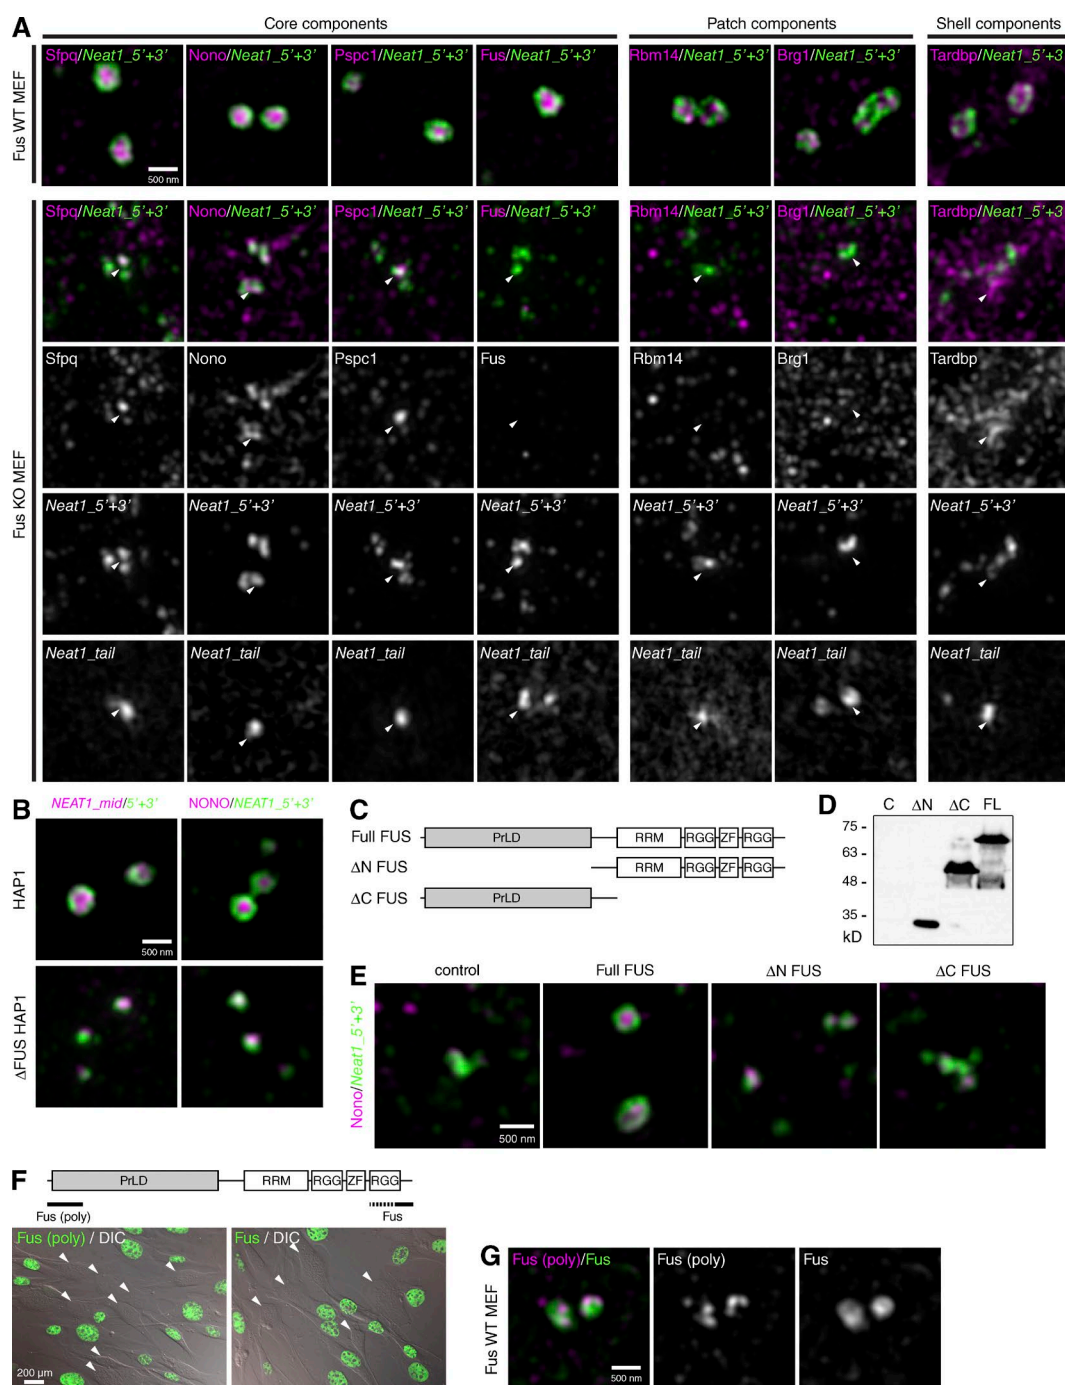 A
Core components
Patch components
Shell components
Fus WT MEF
Sfpq/Neat1_5'+3'
Nono/Neat1_5'+3'
Pspc1/Neat1_5'+3'
Fus/Neat1_5'+3'
Rbm14/Neat1_5'+3'
Brg1/Neat1_5'+3'
Tardbp/Neat1_5'+3'
500 nm
Fus KO MEF
Sfpq/Neat1_5'+3'
Nono/Neat1_5'+3'
Pspc1/Neat1_5'+3'
Fus/Neat1_5'+3'
Rbm14/Neat1_5'+3'
Brg1/Neat1_5'+3'
Tardbp/Neat1_5'+3'
Sfpq
Nono
Pspc1
Fus
Rbm14
Brg1
Tardbp
Neat1_5'+3'
Neat1_5'+3'
Neat1_5'+3'
Neat1_5'+3'
Neat1_5'+3'
Neat1_5'+3'
Neat1_5'+3'
Neat1_tail
Neat1_tail
Neat1_tail
Neat1_tail
Neat1_tail
Neat1_tail
Neat1_tail
B
NEAT1_mid/5'+3'
NONO/NEAT1_5'+3'
HAP1
500 nm
ΔFUS HAP1
C
Full FUS
PrLD
RRM
RGG
ZF
RGG
ΔN FUS
RRM
RGG
ZF
RGG
ΔC FUS
PrLD
D
C
ΔN
ΔC
FL
75 -
63 -
48 -
35 -
kD
E
control
Full FUS
ΔN FUS
ΔC FUS
Nono/Neat1_5'+3'
500 nm
F
PrLD
RRM
RGG
ZF
RGG
Fus (poly)
Fus
Fus (poly) / DIC
Fus / DIC
200 μm
G
Fus WT MEF
Fus (poly)/Fus
Fus (poly)
Fus
500 nm